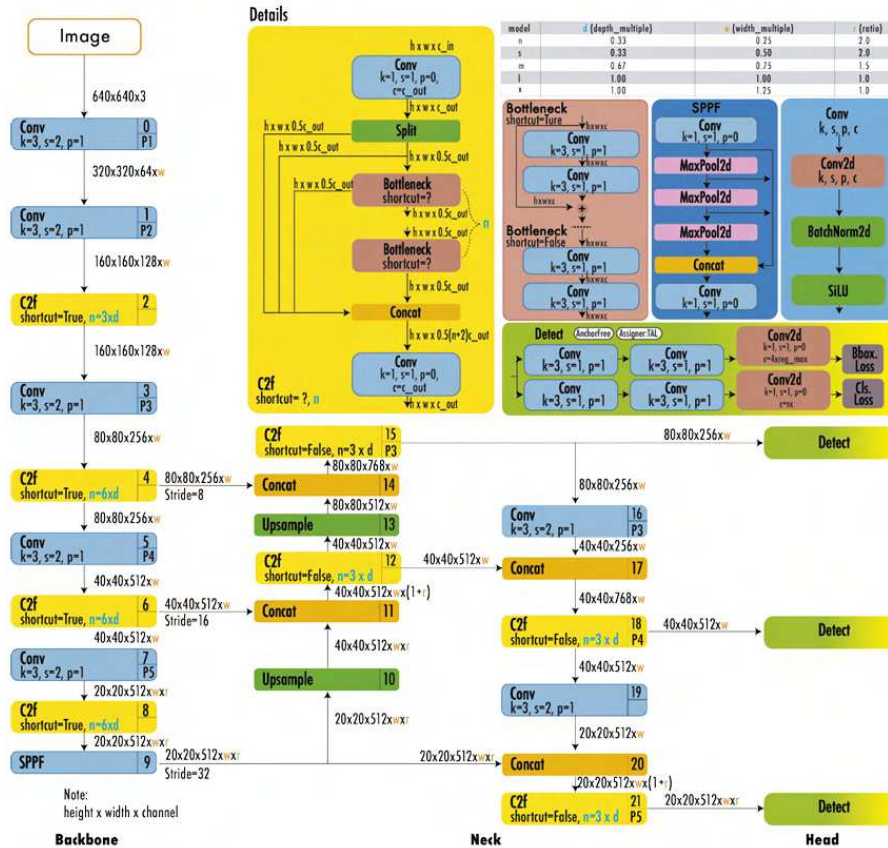 Image
640x640x3
Conv 0
k=3, s=2, p=1 P1
320x320x64xw
Conv 1
k=3, s=2, p=1 P2
160x160x128xw
C2f 2
shortcut=True, n=3xd
160x160x128xw
Conv 3
k=3, s=2, p=1 P3
80x80x256xw
C2f 4
shortcut=True, n=6xd
80x80x256xw
Stride=8
80x80x256xw
Conv 5
k=3, s=2, p=1 P4
40x40x512xw
C2f 6
shortcut=True, n=6xd
40x40x512xw
Stride=16
40x40x512xw
Conv 7
k=3, s=2, p=1 P5
20x20x512xwxr
C2f 8
shortcut=True, n=6xd
20x20x512xwxr
SPPF 9
20x20x512xwxr
Stride=32
Note:
height x width x channel
Backbone
Details
h x w x c_in
Conv
k=1, s=1, p=0,
c=c_out
h x w x c_out
h x w x 0.5c_out
Split
h x w x 0.5c_out
h x w x 0.5c_out
h x w x 0.5c_out
Bottleneck
shortcut=?
h x w x 0.5c_out
n
h x w x 0.5c_out
Bottleneck
shortcut=?
h x w x 0.5c_out
Concat
h x w x 0.5(n+2)c_out
Conv
k=1, s=1, p=0,
c=c_out
h x w x c_out
C2f
shortcut= ?, n
model d (depth_multiple) w (width_multiple) r (ratio)
n 0.33 0.25 2.0
s 0.33 0.50 2.0
m 0.67 0.75 1.5
l 1.00 1.00 1.0
x 1.00 1.25 1.0
Bottleneck
shortcut=Ture
hxwxc
Conv
k=3, s=1, p=1
Conv
k=3, s=1, p=1
hxwxc
+
Bottleneck
shortcut=False
hxwxc
Conv
k=3, s=1, p=1
Conv
k=3, s=1, p=1
hxwxc
SPPF
Conv
k=1, s=1, p=0
MaxPool2d
MaxPool2d
MaxPool2d
Concat
Conv
k=1, s=1, p=0
Conv
k, s, p, c
Conv2d
k, s, p, c
BatchNorm2d
SiLU
Detect AnchorFree Assigner:TAL
Conv
k=3, s=1, p=1
Conv
k=3, s=1, p=1
Conv2d
k=1, s=1, p=0
c=4xreg_max
Bbox.
Loss
Conv
k=3, s=1, p=1
Conv
k=3, s=1, p=1
Conv2d
k=1, s=1, p=0
c=nc
Cls.
Loss
C2f 15
shortcut=False, n=3 x d P3
80x80x256xw
Detect
80x80x768xw
Concat 14
80x80x512xw
Upsample 13
40x40x512xw
C2f 12
shortcut=False, n=3 x d
40x40x512xw
40x40x512xwx(1+r)
Concat 11
40x40x512xwxr
Upsample 10
20x20x512xwxr
20x20x512xwxr
80x80x256xw
Conv 16
k=3, s=2, p=1 P3
40x40x256xw
Concat 17
40x40x768xw
C2f 18
shortcut=False, n=3 x d P4
40x40x512xw
Detect
40x40x512xw
Conv 19
k=3, s=2, p=1
20x20x512xw
Concat 20
20x20x512xwx(1+r)
C2f 21
shortcut=False, n=3 x d P5
20x20x512xwxr
Detect
Neck
Head